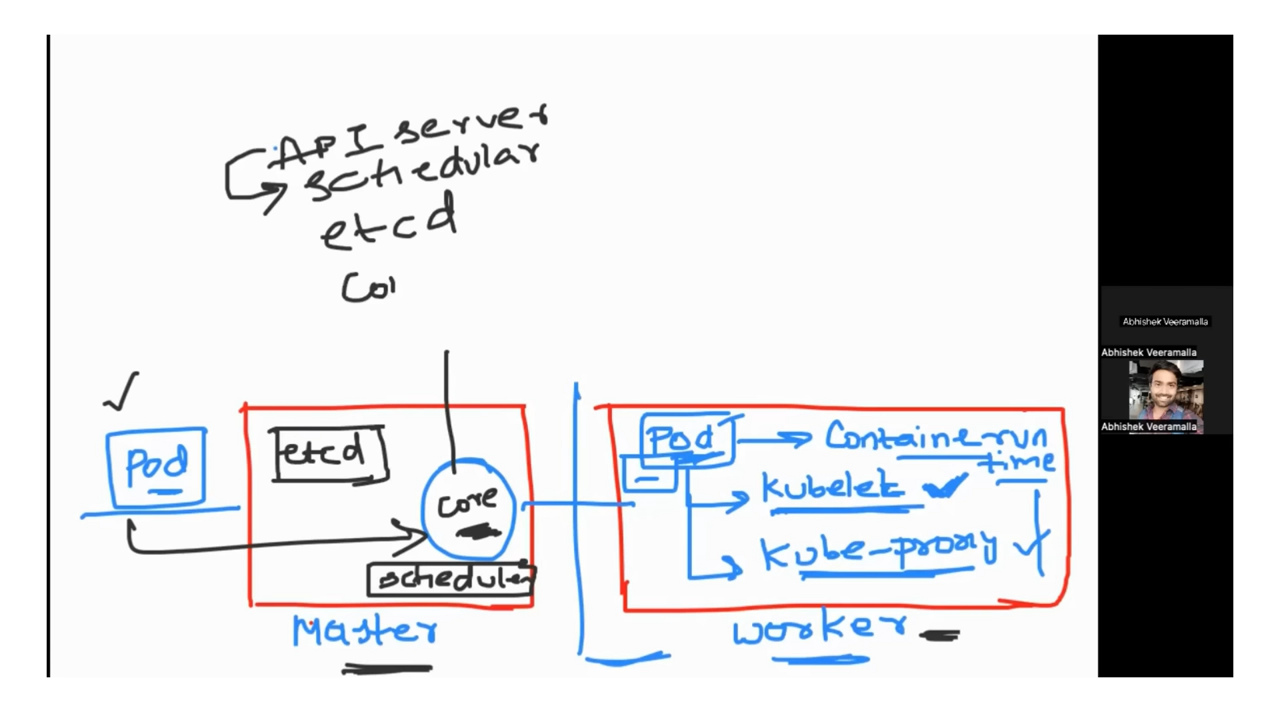 API server
schedular
etcd
Con
Pod
etcd
Core
scheduler
Master
Pod
Container run
time
Kubelet
Kube-proxy
worker
Abhishek Veeramalla
Abhishek Veeramalla
Abhishek Veeramalla